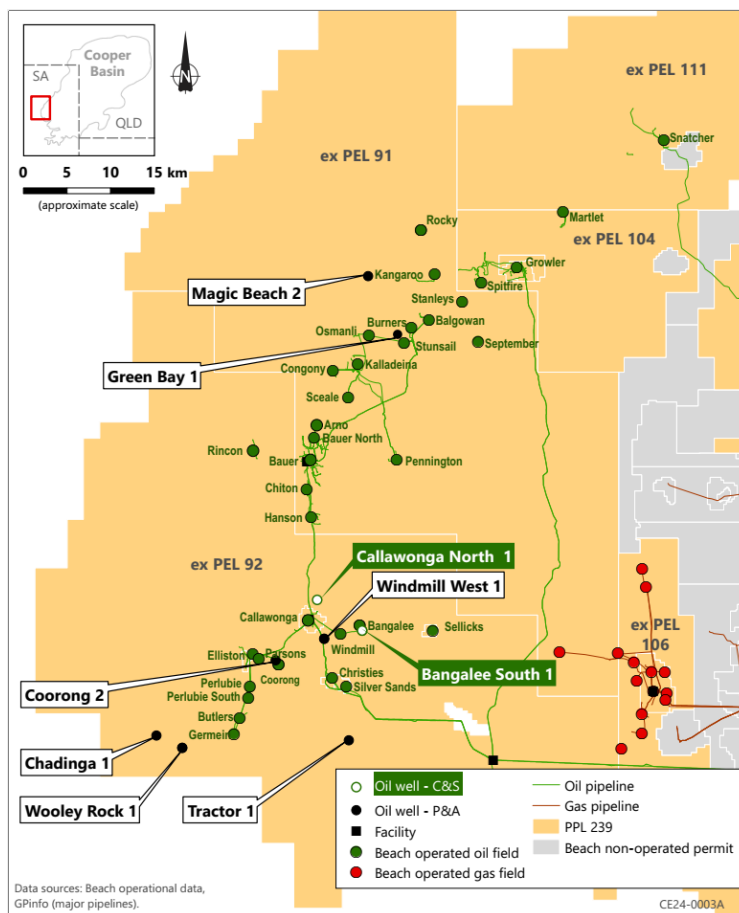 Cooper
Basin
SA
QLD
N
0 5 10 15 km
(approximate scale)
ex PEL 111
ex PEL 91
Snatcher
Martlet
Rocky
ex PEL 104
Growler
Kangaroo
Spitfire
Magic Beach 2
Stanleys
Burners
Balgowan
Osmanli
Stunsail
September
Green Bay 1
Kalladeina
Congony
Sceale
Arno
Bauer North
Rincon
Bauer
Pennington
Chiton
Hanson
Callawonga North 1
ex PEL 92
Windmill West 1
Callawonga
Bangalee
Sellicks
ex PEL
106
Windmill
Elliston
Parsons
Coorong
Christies
Bangalee South 1
Coorong 2
Perlubie
Silver Sands
Perlubie South
Butlers
Germein
Chadinga 1
Wooley Rock 1
Tractor 1
Oil well - C&S
Oil well - P&A
Facility
Beach operated oil field
Beach operated gas field
Oil pipeline
Gas pipeline
PPL 239
Beach non-operated permit
Data sources: Beach operational data,
GPinfo (major pipelines).
CE24-0003A